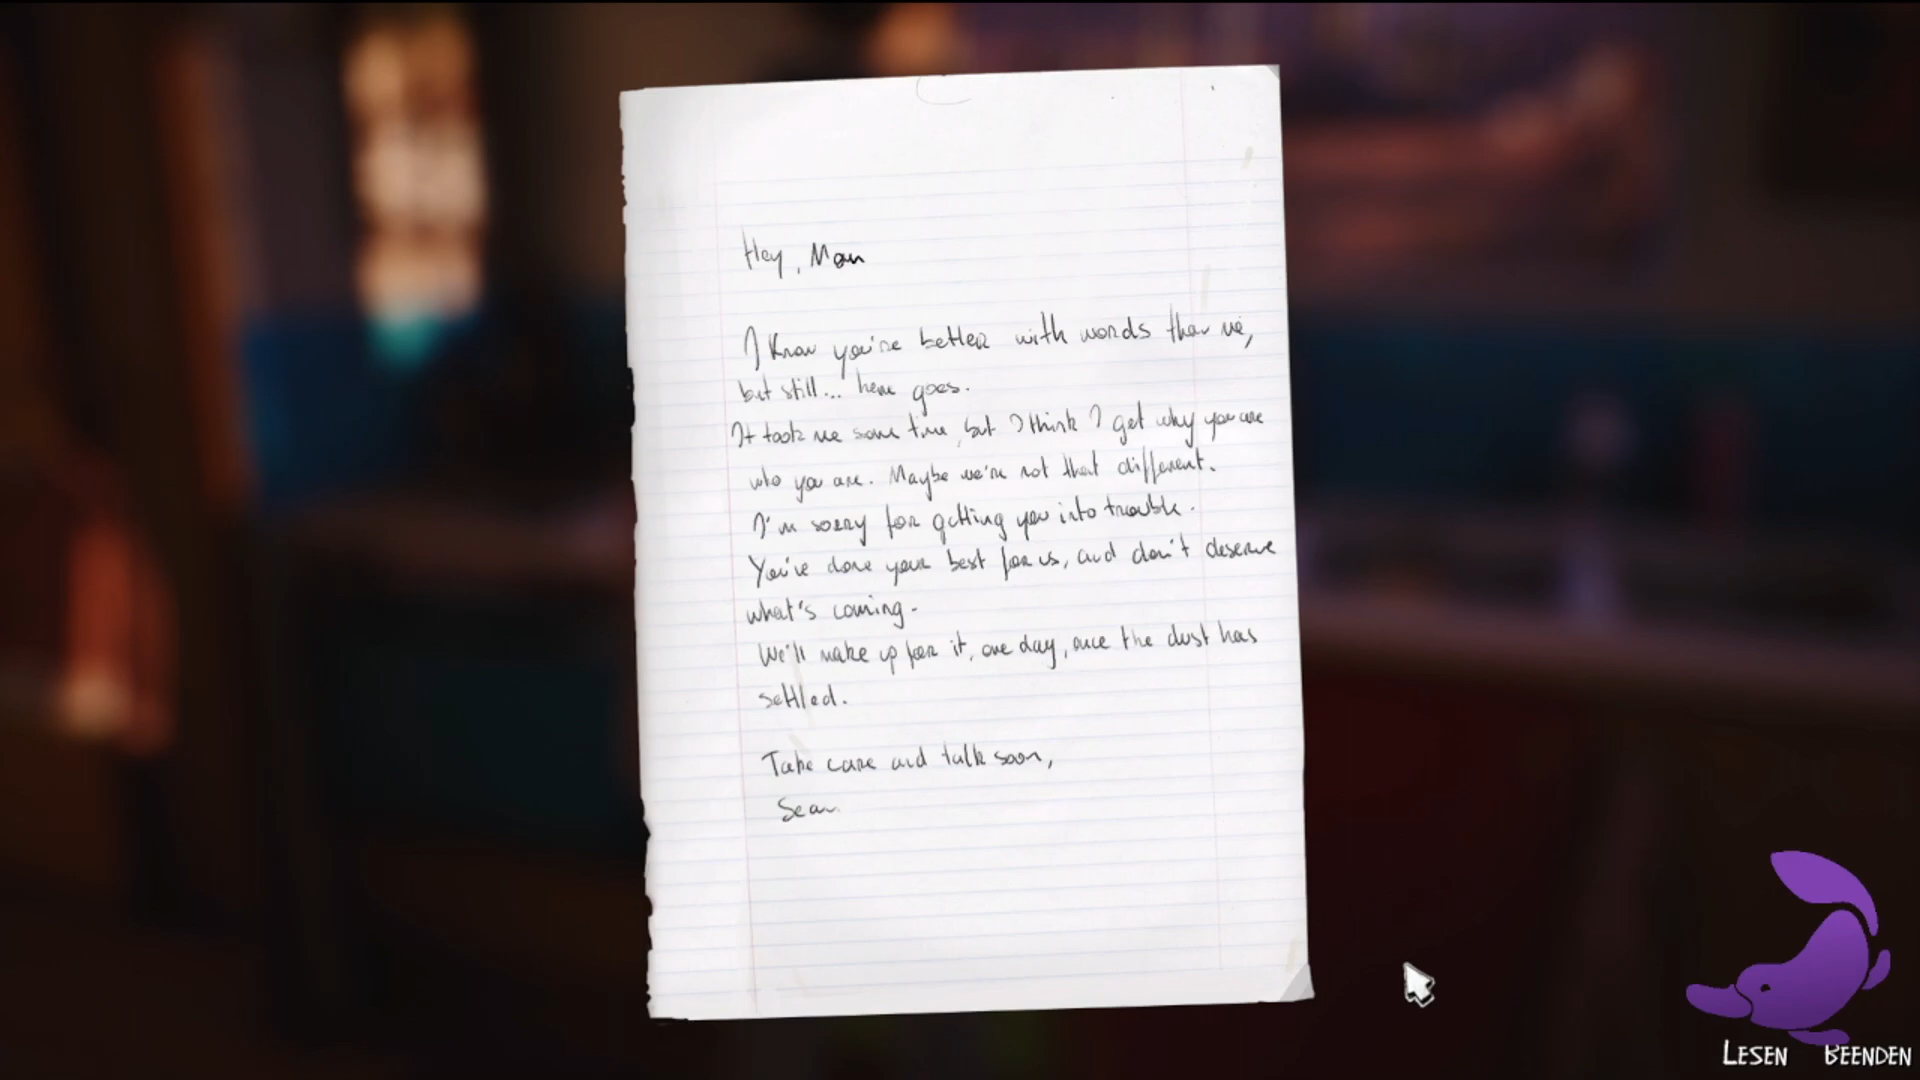 Hey, Mom
I know you're better with words than me,
but still... here goes.
It took me some time, but I think I get why you are
who you are. Maybe we're not that different.
I'm sorry for getting you into trouble.
You've done your best for us, and don't deserve
what's coming.
We'll make up for it, one day, once the dust has
settled.
Take care and talk soon,
Sean
LESEN BEENDEN